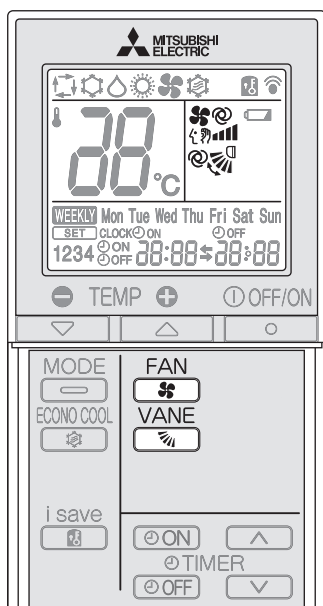 MITSUBISHI
ELECTRIC
88°C
WEEKLY Mon Tue Wed Thu Fri Sat Sun
SET CLOCK ON OFF
1234 ON OFF 88:88 88:88
TEMP OFF/ON
MODE FAN
ECONO COOL VANE
i save
ON
TIMER
OFF